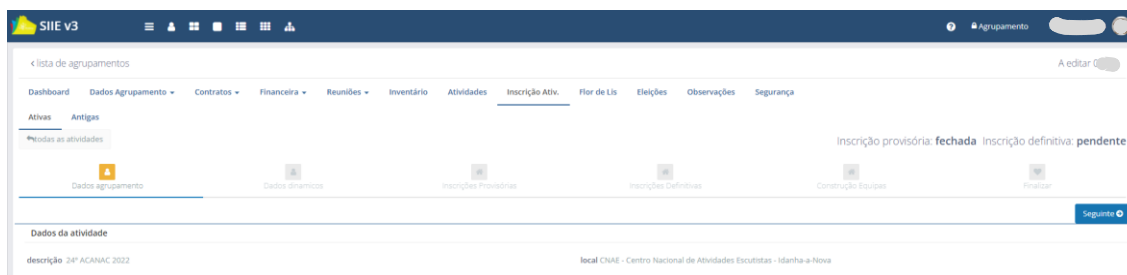 SIIE v3
Agrupamento
lista de agrupamentos
A editar
Dashboard Dados Agrupamento Contratos Financeira Reuniões Inventário Atividades Inscrição Ativ. Flor de Lis Eleições Observações Segurança
Ativas Antigas
todas as atividades
Inscrição provisória: fechada Inscrição definitiva: pendente
Dados agrupamento Dados dinamicos Inscrições Provisórias Inscrições Definitivas Construção Equipas Finalizar
Seguinte
Dados da atividade
descrição 24º ACANAC 2022 local CNAE - Centro Nacional de Atividades Escutistas - Idanha-a-Nova